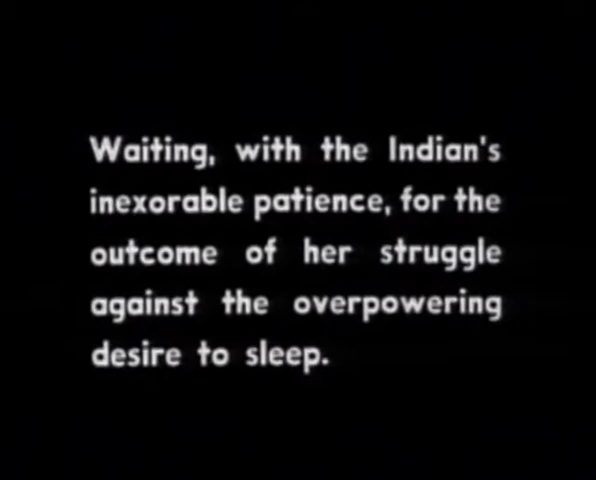 Waiting, with the Indian's
inexorable patience, for the
outcome of her struggle
against the overpowering
desire to sleep.